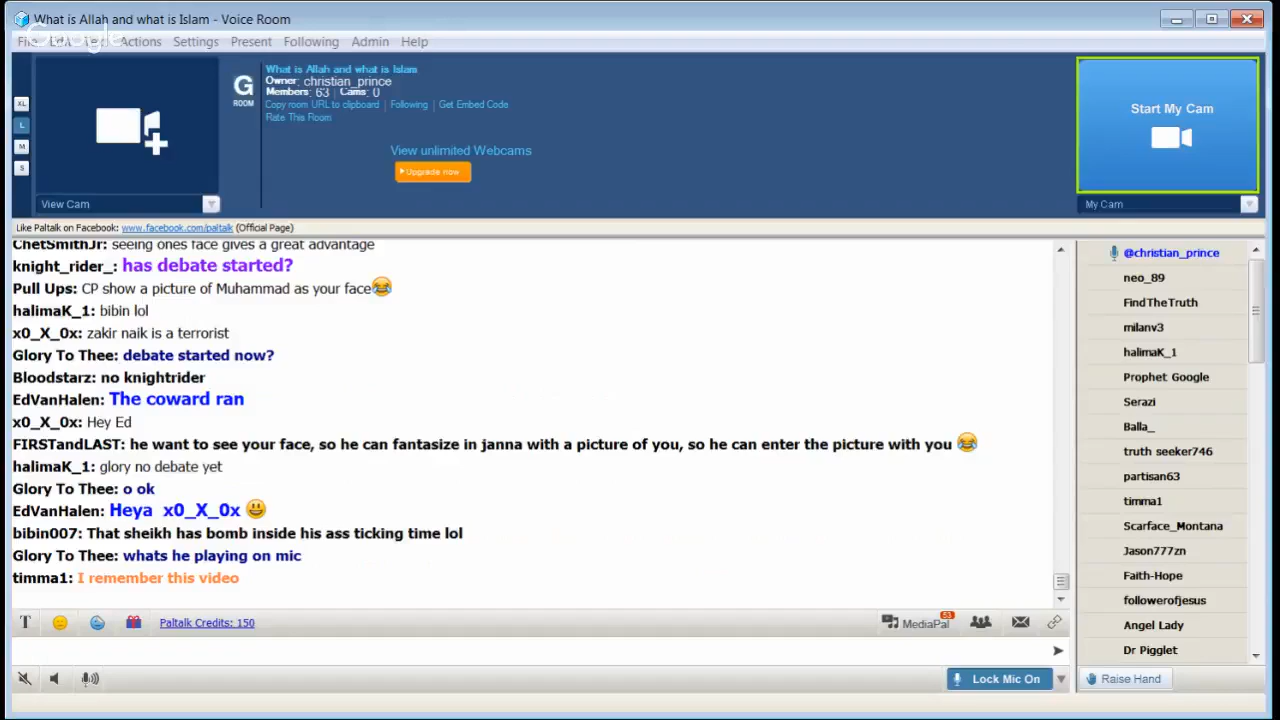 What is Allah and what is Islam - Voice Room
Google
Actions Settings Present Following Admin Help
What is Allah and what is Islam
Owner: christian_prince
G
ROOM
Members: 63 | Cams: 0
Copy room URL to clipboard | Following | Get Embed Code
Rate This Room
View unlimited Webcams
Upgrade now
XL
L
M
S
View Cam
Start My Cam
My Cam
Like Paltalk on Facebook: www.facebook.com/paltalk (Official Page)
ChetSmithJr: seeing ones face gives a great advantage
knight_rider_: has debate started?
Pull Ups: CP show a picture of Muhammad as your face😂
halimaK_1: bibin lol
x0_X_0x: zakir naik is a terrorist
Glory To Thee: debate started now?
Bloodstarz: no knightrider
EdVanHalen: The coward ran
x0_X_0x: Hey Ed
FIRSTandLAST: he want to see your face, so he can fantasize in janna with a picture of you, so he can enter the picture with you 😂
halimaK_1: glory no debate yet
Glory To Thee: o ok
EdVanHalen: Heya x0_X_0x 😃
bibin007: That sheikh has bomb inside his ass ticking time lol
Glory To Thee: whats he playing on mic
timma1: I remember this video
@christian_prince
neo_89
FindTheTruth
milanv3
halimaK_1
Prophet Google
Serazi
Balla_
truth seeker746
partisan63
timma1
Scarface_Montana
Jason777zn
Faith-Hope
followerofjesus
Angel Lady
Dr Pigglet
T
Paltalk Credits: 150
MediaPal
63
Lock Mic On
Raise Hand